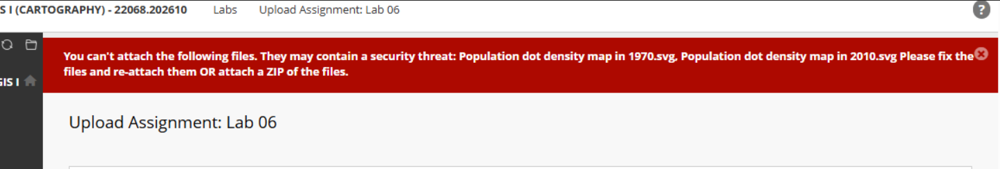 S I (CARTOGRAPHY) - 22068.202610 Labs Upload Assignment: Lab 06 ?
You can't attach the following files. They may contain a security threat: Population dot density map in 1970.svg, Population dot density map in 2010.svg Please fix the
files and re-attach them OR attach a ZIP of the files.
GIS I
Upload Assignment: Lab 06